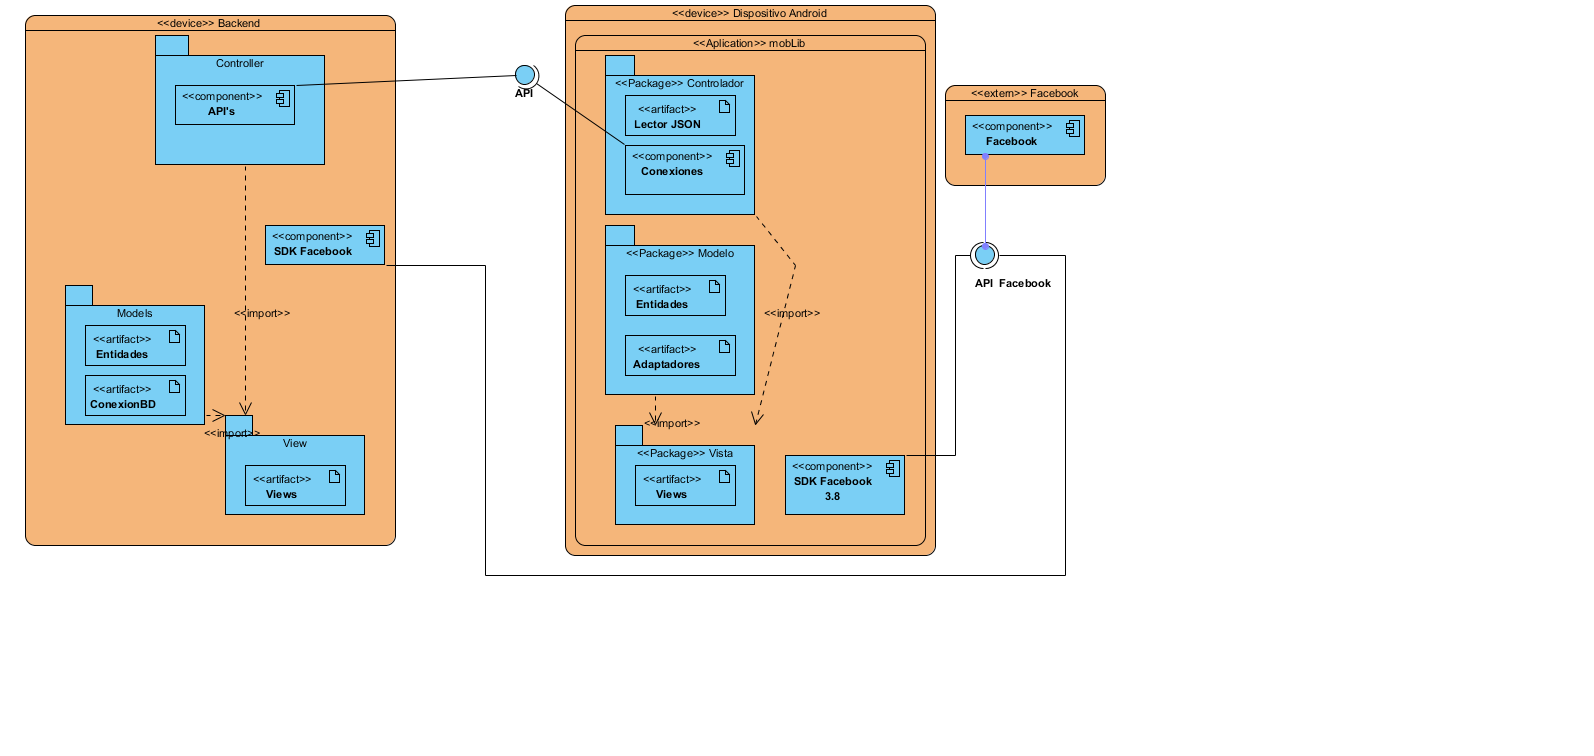 <<device>> Backend
Controller
<<component>>
API's
<<component>>
SDK Facebook
<<import>>
Models
<<artifact>>
Entidades
<<artifact>>
ConexionBD
<<import>>
View
<<artifact>>
Views
API
<<device>> Dispositivo Android
<<Aplication>> mobLib
<<Package>> Controlador
<<artifact>>
Lector JSON
<<component>>
Conexiones
<<Package>> Modelo
<<artifact>>
Entidades
<<artifact>>
Adaptadores
<<import>>
<<import>>
<<Package>> Vista
<<artifact>>
Views
<<component>>
SDK Facebook
3.8
<<extern>> Facebook
<<component>>
Facebook
API Facebook